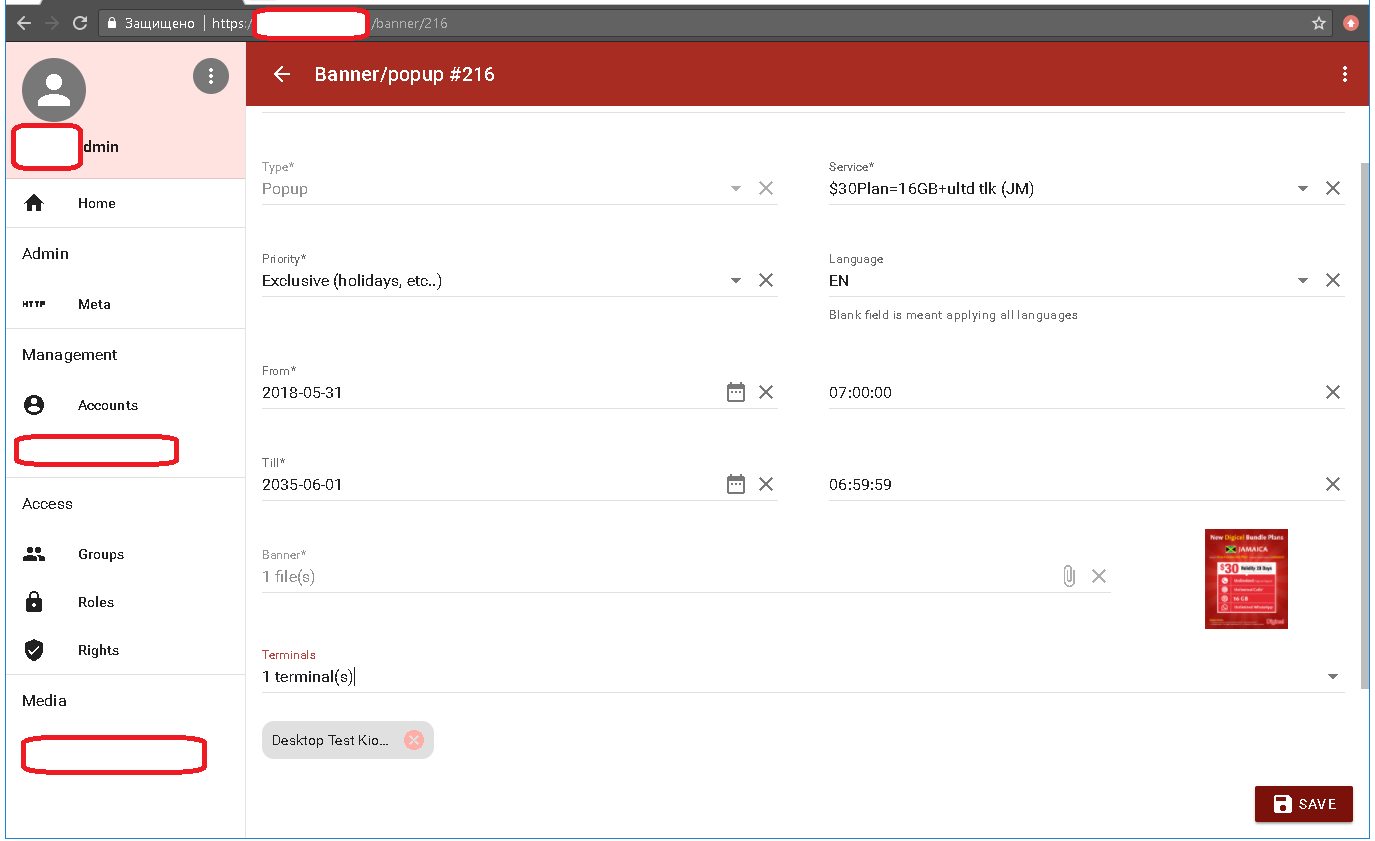 Защищено | https:/ /banner/216
Banner/popup #216
dmin
Home
Admin
HTTP Meta
Management
Accounts
Access
Groups
Roles
Rights
Media
Type*
Popup
Service*
$30Plan=16GB+ultd tlk (JM)
Priority*
Exclusive (holidays, etc..)
Language
EN
Blank field is meant applying all languages
From*
2018-05-31
07:00:00
Till*
2035-06-01
06:59:59
Banner*
1 file(s)
New Digicel Bundle Plans
JAMAICA
$30 Validity 28 Days
Unlimited
Unlimited Calls
16 GB
Unlimited WhatsApp
Digicel
Terminals
1 terminal(s)
Desktop Test Kio...
SAVE